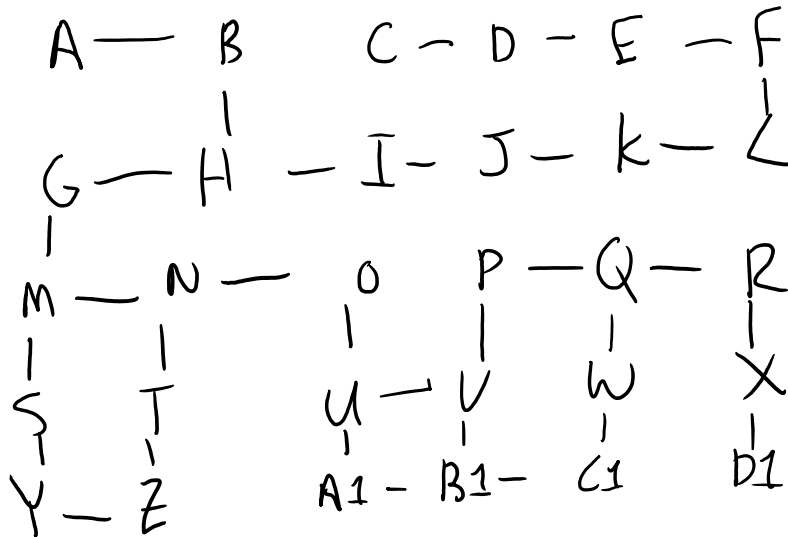 A B C D E F
G H I J K L
M N O P Q R
S T U V W X
Y Z A1 B1 C1 D1